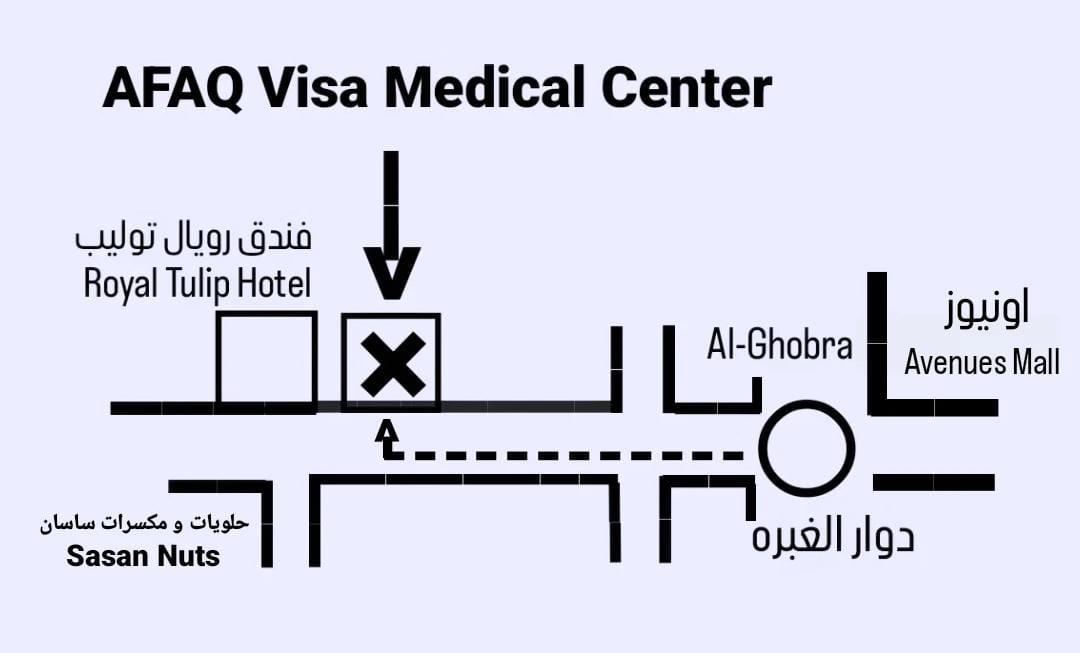 AFAQ Visa Medical Center
فندق رويال توليب
Royal Tulip Hotel
Al-Ghobra
اونيوز
Avenues Mall
حلويات و مكسرات ساسان
Sasan Nuts
دوار الغبره